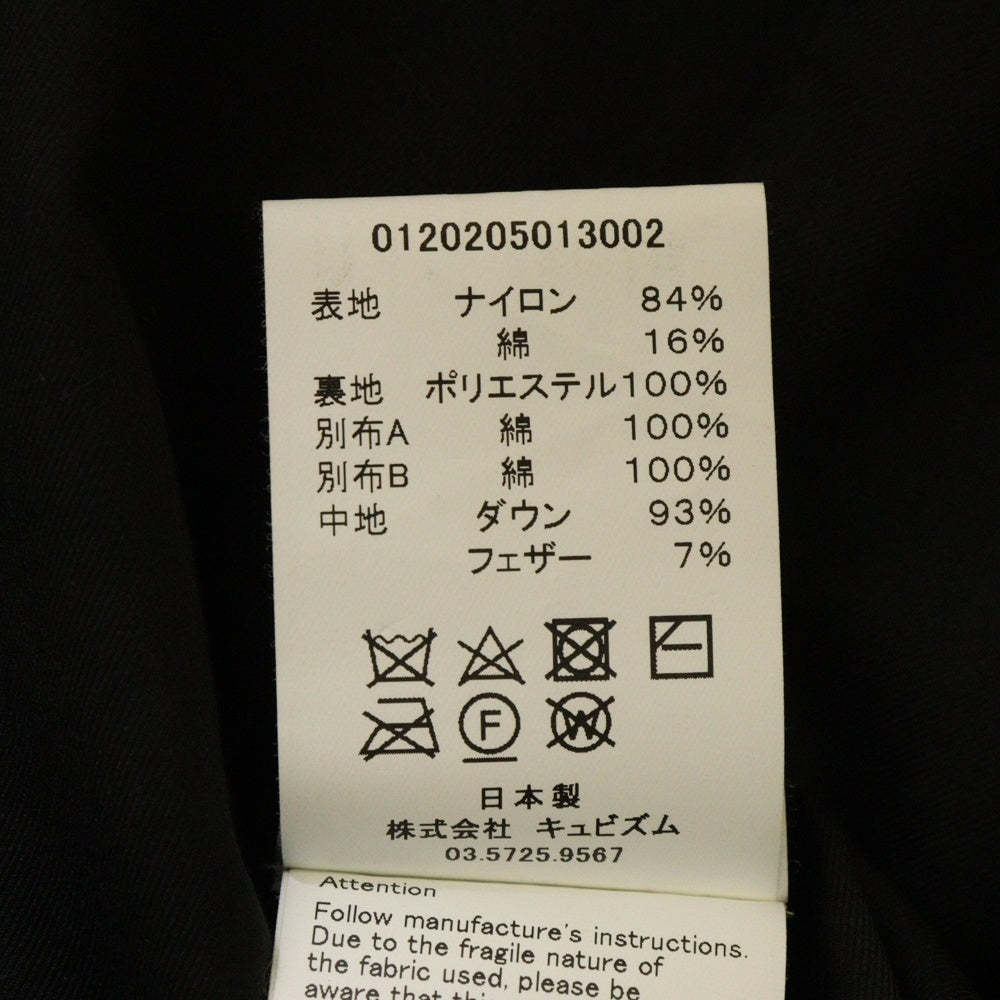 0120205013002
表地 ナイロン 84%
綿 16%
裏地 ポリエステル 100%
別布A 綿 100%
別布B 綿 100%
中地 ダウン 93%
フェザー 7%
F
W
日本製
株式会社 キュビズム
03.5725.9567
Attention
Follow manufacture's instructions.
Due to the fragile nature of
the fabric used, please be
aware that